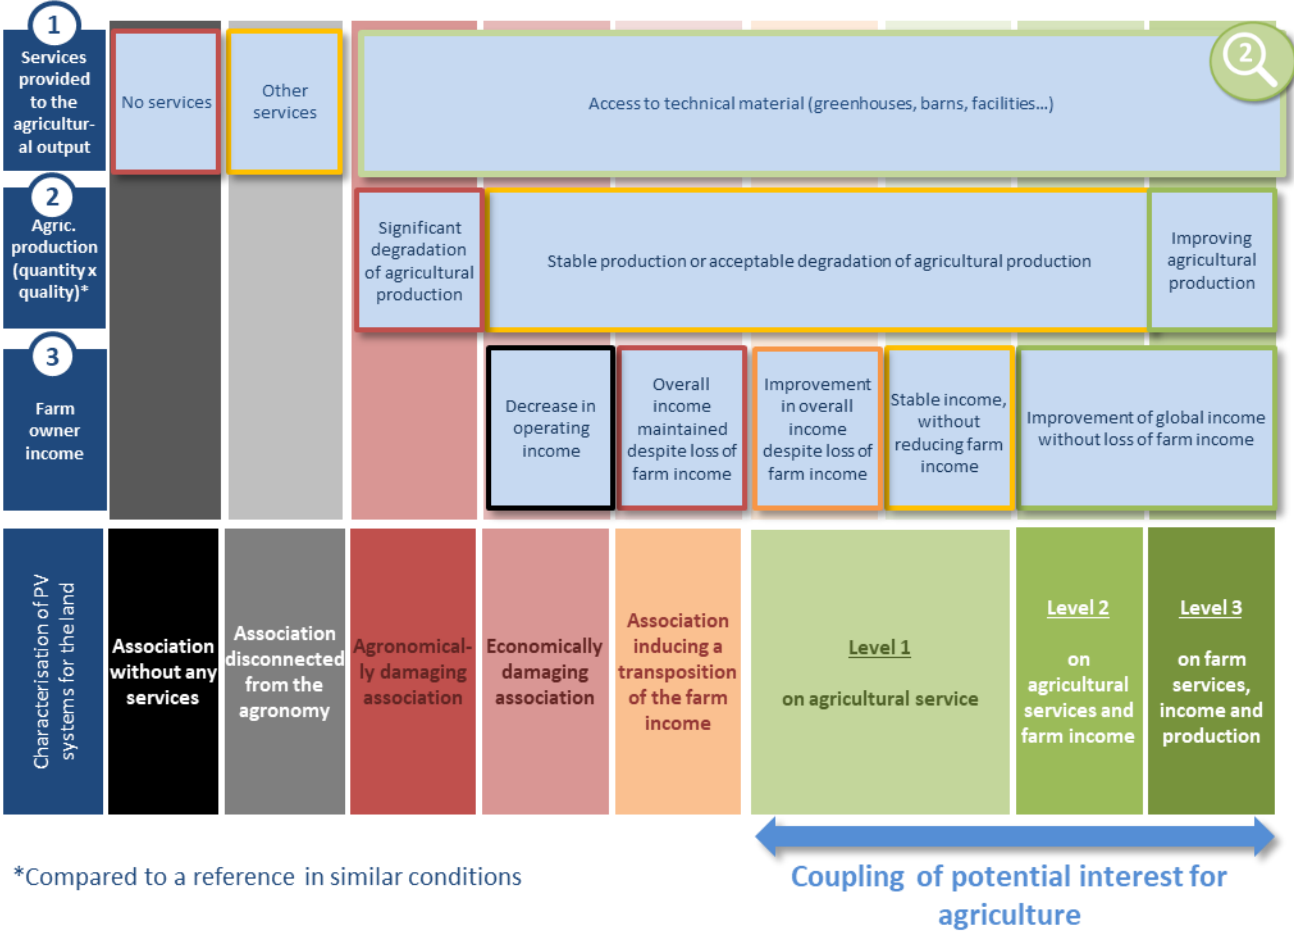 1
Services
provided
to the
agricultur-
al output
No services
Other
services
Access to technical material (greenhouses, barns, facilities...)
2
2
Agric.
production
(quantity x
quality)*
Significant
degradation
of agricultural
production
Stable production or acceptable degradation of agricultural production
Improving
agricultural
production
3
Farm
owner
income
Decrease in
operating
income
Overall
income
maintained
despite loss of
farm income
Improvement
in overall
income
despite loss of
farm income
Stable income,
without
reducing farm
income
Improvement of global income
without loss of farm income
Characterisation of PV
systems for the land
Association
without any
services
Association
disconnected
from the
agronomy
Agronomical-
ly damaging
association
Economically
damaging
association
Association
inducing a
transposition
of the farm
income
Level 1
on agricultural service
Level 2
on
agricultural
services and
farm income
Level 3
on farm
services,
income and
production
*Compared to a reference in similar conditions
Coupling of potential interest for
agriculture